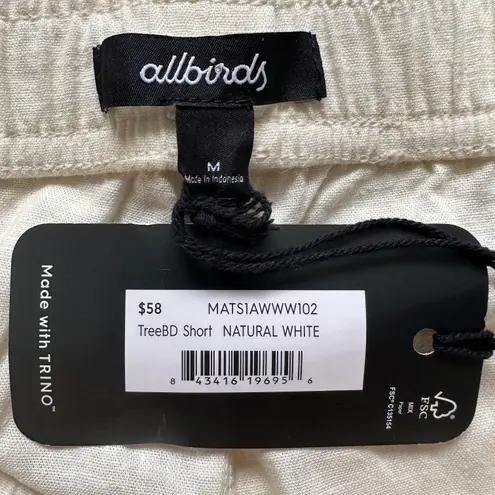 allbirds
M
Made in Indonesia
Made with TRINO™
$58 MATS1AWWW102
TreeBD Short NATURAL WHITE
8 43416 19695 6
FSC
MIX
Paper
FSC® C135154